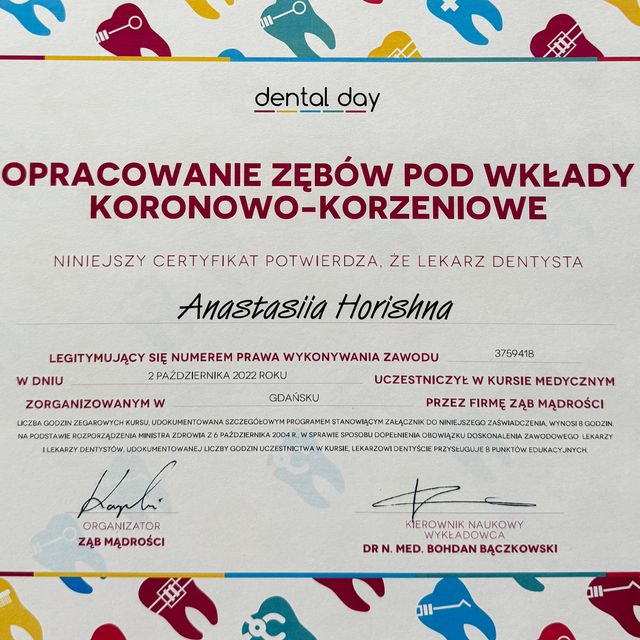 dental day
OPRACOWANIE ZĘBÓW POD WKŁADY
KORONOWO-KORZENIOWE
NINIEJSZY CERTYFIKAT POTWIERDZA, ŻE LEKARZ DENTYSTA
Anastasiia Horishna
LEGITYMUJĄCY SIĘ NUMEREM PRAWA WYKONYWANIA ZAWODU 3759418
W DNIU 2 PAŹDZIERNIKA 2022 ROKU UCZESTNICZYŁ W KURSIE MEDYCZNYM
ZORGANIZOWANYM W GDAŃSKU PRZEZ FIRMĘ ZĄB MĄDROŚCI
LICZBA GODZIN ZEGAROWYCH KURSU, UDOKUMENTOWANA SZCZEGÓŁOWYM PROGRAMEM STANOWIĄCYM ZAŁĄCZNIK DO NINIEJSZEGO ZAŚWIADCZENIA, WYNOSI 8 GODZIN.
NA PODSTAWIE ROZPORZĄDZENIA MINISTRA ZDROWIA Z 6 PAŹDZIERNIKA 2004 R., W SPRAWIE SPOSOBU DOPEŁNIENIA OBOWIĄZKU DOSKONALENIA ZAWODOWEGO LEKARZY
I LEKARZY DENTYSTÓW, UDOKUMENTOWANEJ LICZBY GODZIN UCZESTNICTWA W KURSIE, LEKARZOWI DENTYŚCIE PRZYSŁUGUJE 8 PUNKTÓW EDUKACYJNYCH.
ORGANIZATOR
ZĄB MĄDROŚCI
KIEROWNIK NAUKOWY
WYKŁADOWCA
DR N. MED. BOHDAN BĄCZKOWSKI